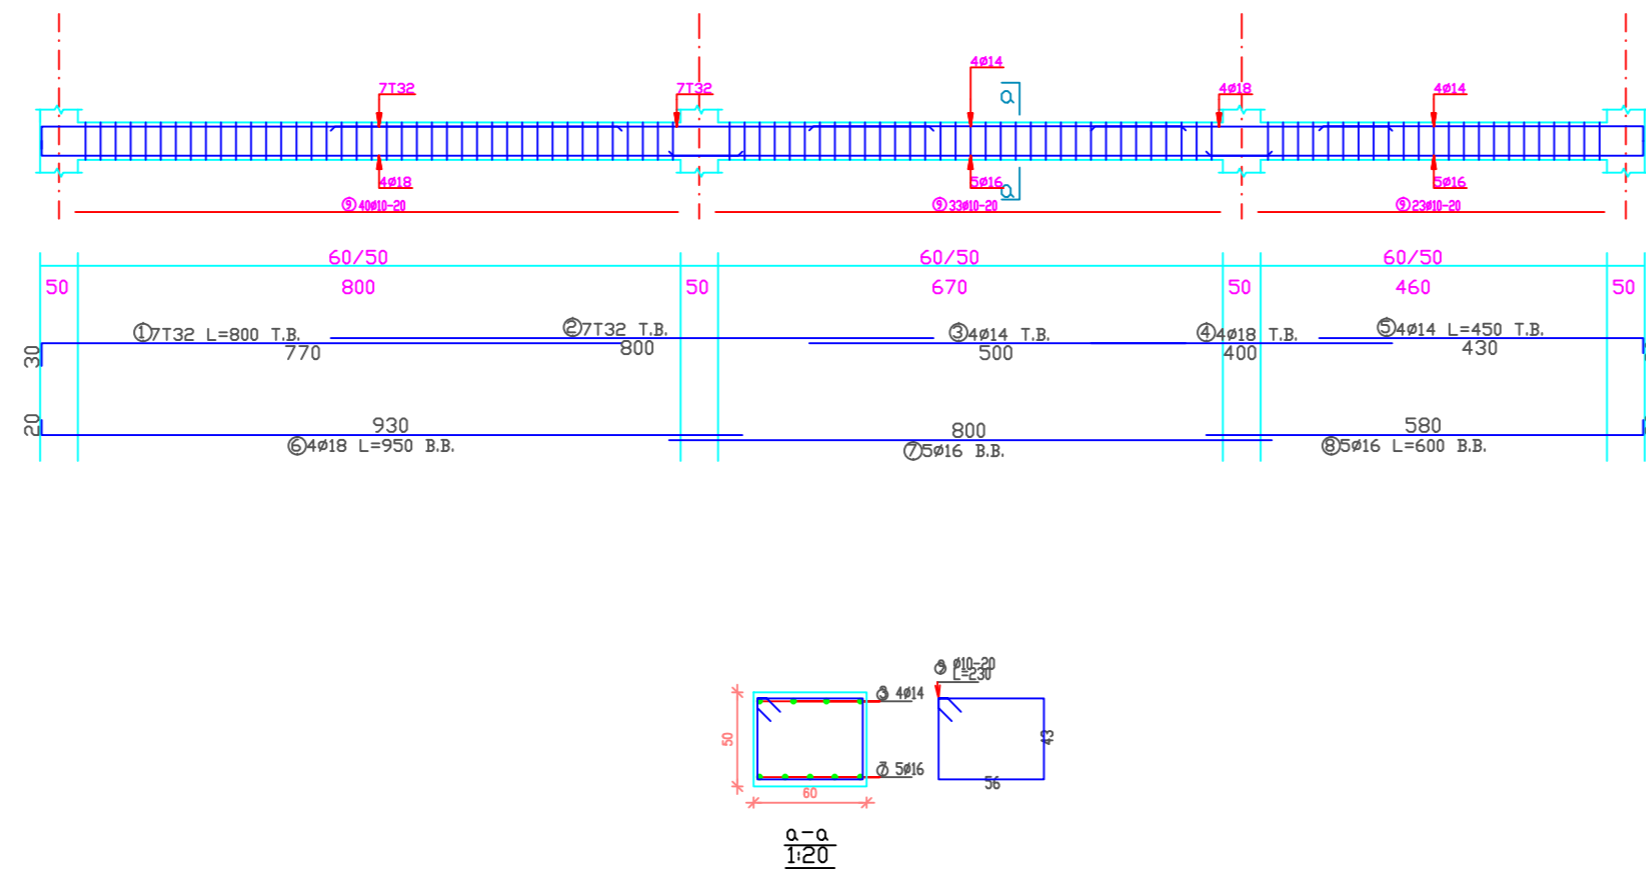 4ø14
7T32
7T32
4ø18
4ø14
a
4ø18
5ø16
a
5ø16
⑨40ø10-20
⑨33ø10-20
⑨23ø10-20
60/50
60/50
60/50
50
800
50
670
50
460
50
①7T32 L=800 T.B.
②7T32 T.B.
③4ø14 T.B.
④4ø18 T.B.
⑤4ø14 L=450 T.B.
30
770
800
500
400
430
20
930
800
580
⑥4ø18 L=950 B.B.
⑦5ø16 B.B.
⑧5ø16 L=600 B.B.
⑨ ø10-20
L=230
③ 4ø14
50
43
⑦ 5ø16
56
60
a-a
1:20